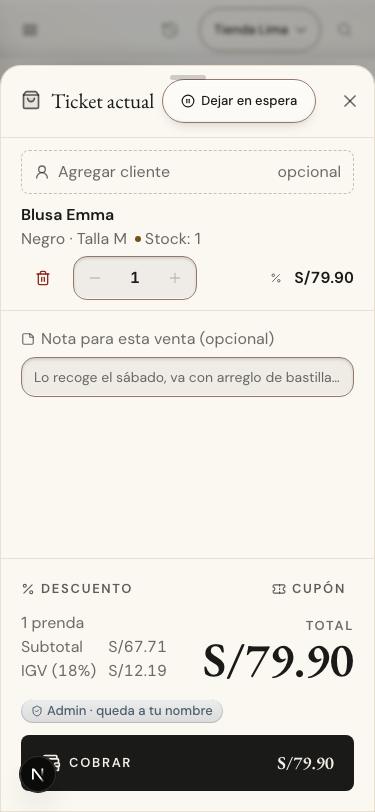 Tienda Lima
Ticket actual
Dejar en espera
Agregar cliente opcional
Blusa Emma
Negro · Talla M • Stock: 1
1 % S/79.90
Nota para esta venta (opcional)
Lo recoge el sábado, va con arreglo de bastilla...
% DESCUENTO CUPÓN
1 prenda
TOTAL
Subtotal S/67.71
S/79.90
IGV (18%) S/12.19
Admin · queda a tu nombre
COBRAR S/79.90
N